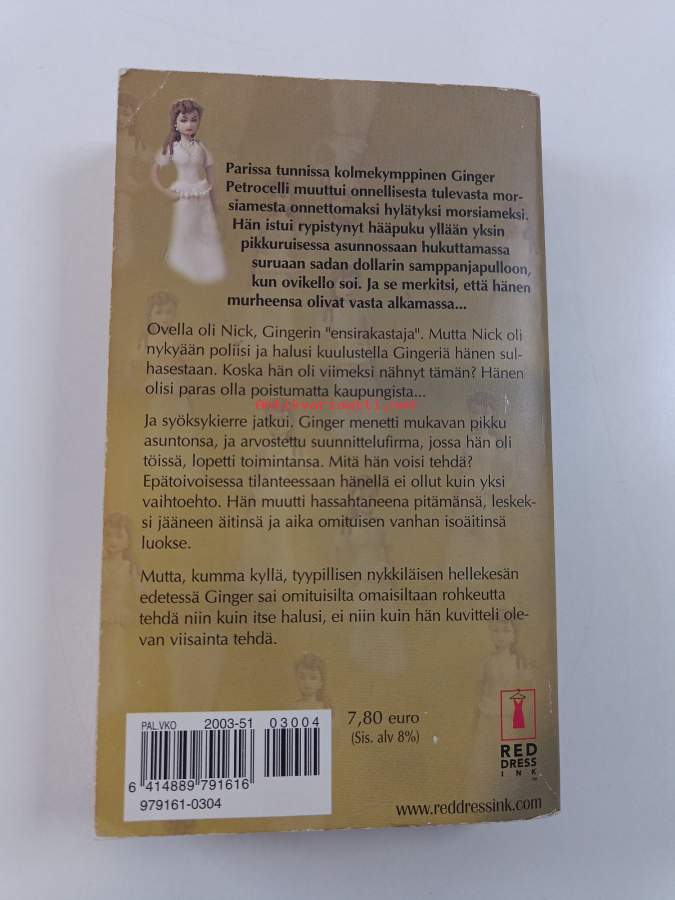 Parissa tunnissa kolmekymppinen Ginger
Petrocelli muuttui onnellisesta tulevasta mor-
siamesta onnettomaksi hylätyksi morsiameksi.
Hän istui rypistynyt hääpuku yllään yksin
pikkuruisessa asunnossaan hukuttamassa
suruaan sadan dollarin samppanjapulloon,
kun ovikello soi. Ja se merkitsi, että hänen
murheensa olivat vasta alkamassa...
Ovella oli Nick, Gingerin "ensirakastaja". Mutta Nick oli
nykyään poliisi ja halusi kuulustella Gingeriä hänen sul-
hasestaan. Koska hän oli viimeksi nähnyt tämän? Hänen
olisi paras olla poistumatta kaupungista...
antikvariaatti.com
Ja syöksykierre jatkui. Ginger menetti mukavan pikku
asuntonsa, ja arvostettu suunnittelufirma, jossa hän oli
töissä, lopetti toimintansa. Mitä hän voisi tehdä?
Epätoivoisessa tilanteessaan hänellä ei ollut kuin yksi
vaihtoehto. Hän muutti hassahtaneena pitämänsä, leskek-
si jääneen äitinsä ja aika omituisen vanhan isoäitinsä
luokse.
Mutta, kumma kyllä, tyypillisen nykkiläisen hellekesän
edetessä Ginger sai omituisilta omaisiltaan rohkeutta
tehdä niin kuin itse halusi, ei niin kuin hän kuvitteli ole-
van viisainta tehdä.
PAL.VKO 2003-51 03004
6 414889 791616
979161-0304
7,80 euro
(Sis. alv 8%)
RED
DRESS
INK
™
www.reddressink.com